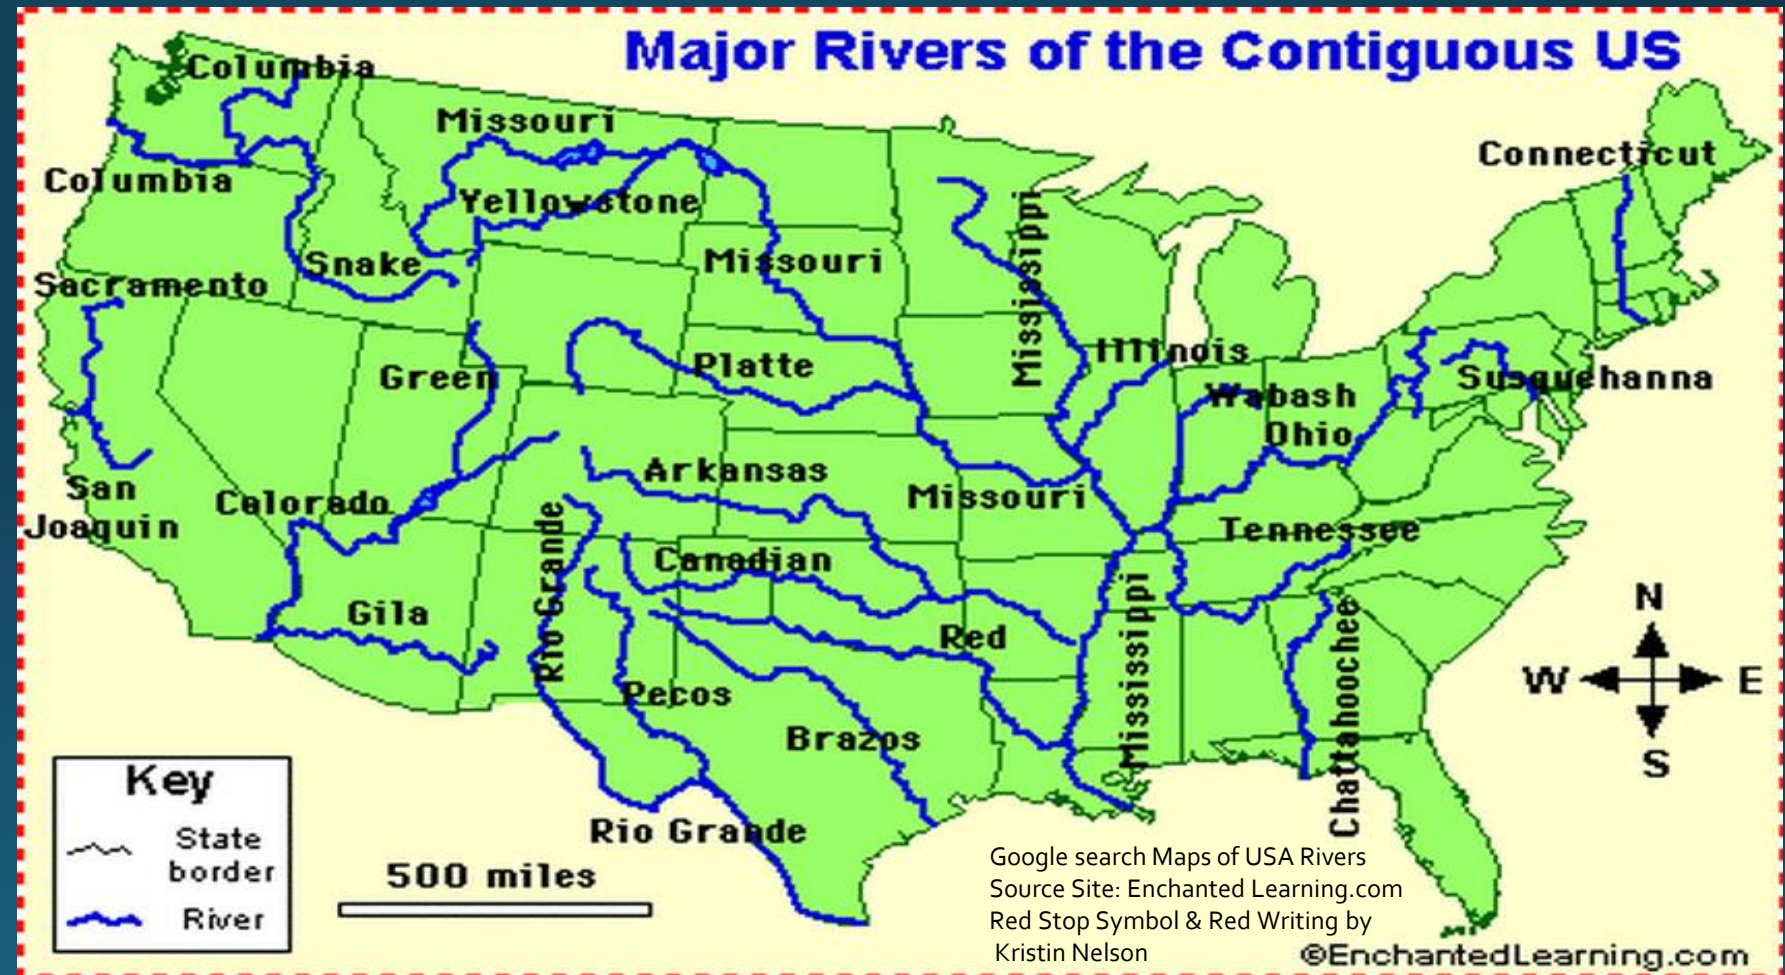 Major Rivers of the Contiguous US
Columbia
Missouri
Connecticut
Columbia
Yellowstone
Mississippi
Snake
Missouri
Sacramento
Illinois
Platte
Green
Susquehanna
Wabash
Ohio
Arkansas
San
Joaquin
Colorado
Missouri
Rio Grande
Tennessee
Canadian
Mississippi
Gila
Red
Chattahoochee
Pecos
Brazos
Rio Grande
N
W
E
S
Key
State
border
River
500 miles
Google search Maps of USA Rivers
Source Site: Enchanted Learning.com
Red Stop Symbol & Red Writing by
Kristin Nelson
©EnchantedLearning.com